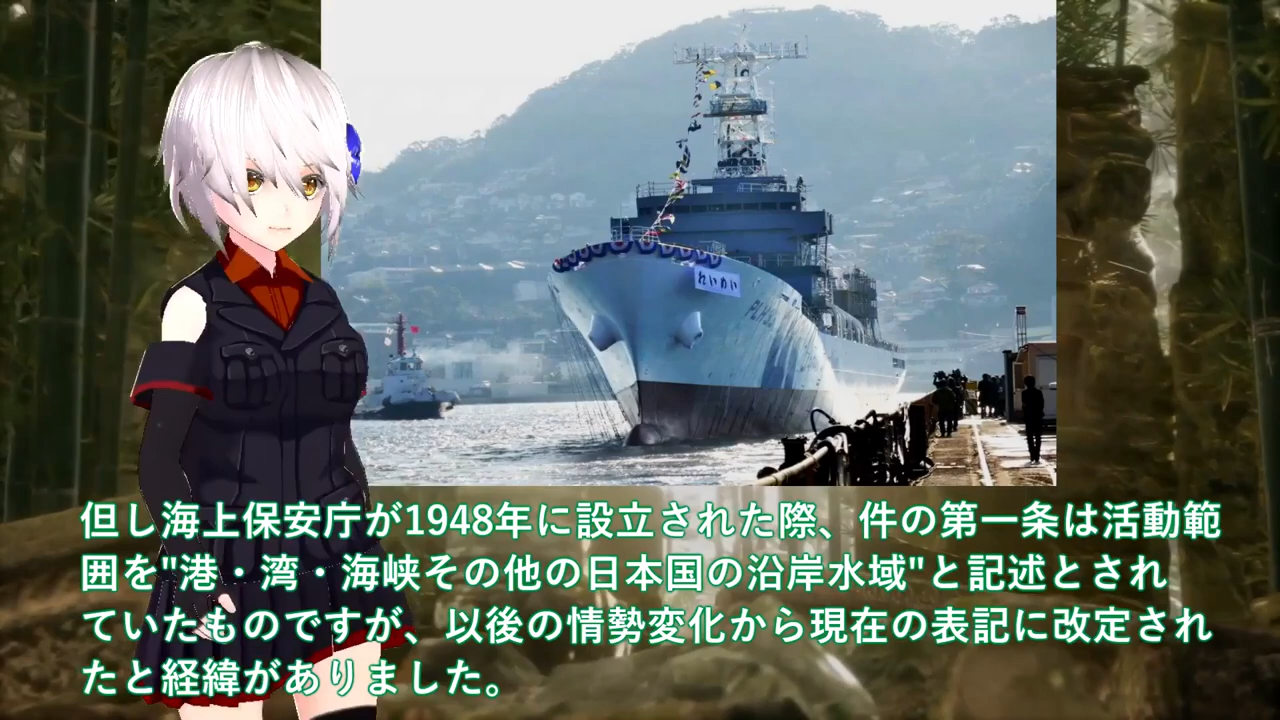 れいめい
但し海上保安庁が1948年に設立された際、件の第一条は活動範
囲を"港・湾・海峡その他の日本国の沿岸水域"と記述とされ
ていたものですが、以後の情勢変化から現在の表記に改定され
たと経緯がありました。